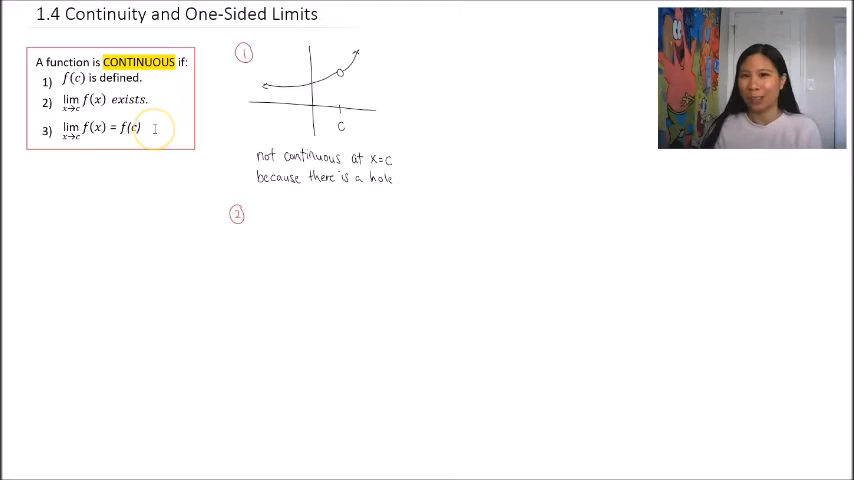 1.4 Continuity and One-Sided Limits
A function is CONTINUOUS if:
1) f(c) is defined.
2) lim x→c f(x) exists.
3) lim x→c f(x) = f(c)
①
C
not continuous at x=c
because there is a hole.
②